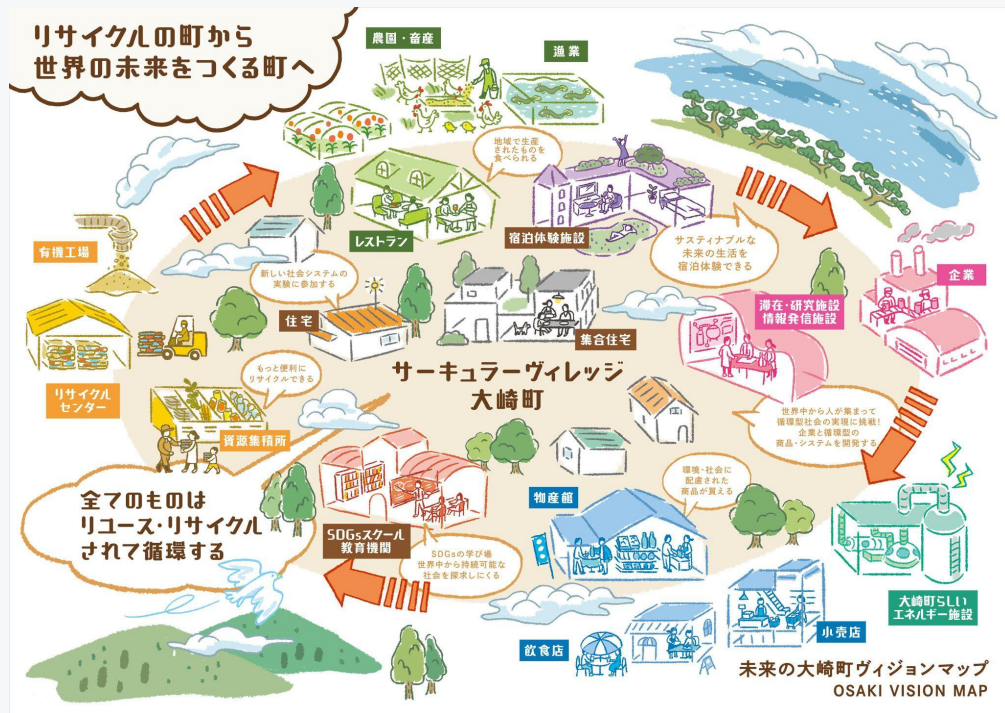 リサイクルの町から
世界の未来をつくる町へ
農園・畜産
漁業
地域で生産
されたものを
食べられる
レストラン
宿泊体験施設
サスティナブルな
未来の生活を
宿泊体験できる
有機工場
新しい社会システムの
実験に参加する
住宅
集合住宅
滞在・研究施設
情報発信施設
企業
リサイクル
センター
もっと便利に
リサイクルできる
資源集積所
サーキュラーヴィレッジ
大崎町
世界中から人が集まって
循環型社会の実現に挑戦!
企業と循環型の
商品・システムを開発する
全てのものは
リユース・リサイクル
されて循環する
SDGsスクール
教育機関
SDGsの学び場
世界中から持続可能な
社会を探求しにくる
物産館
環境・社会に
配慮された
商品が買える
大崎町らしい
エネルギー施設
飲食店
小売店
未来の大崎町ヴィジョンマップ
OSAKI VISION MAP